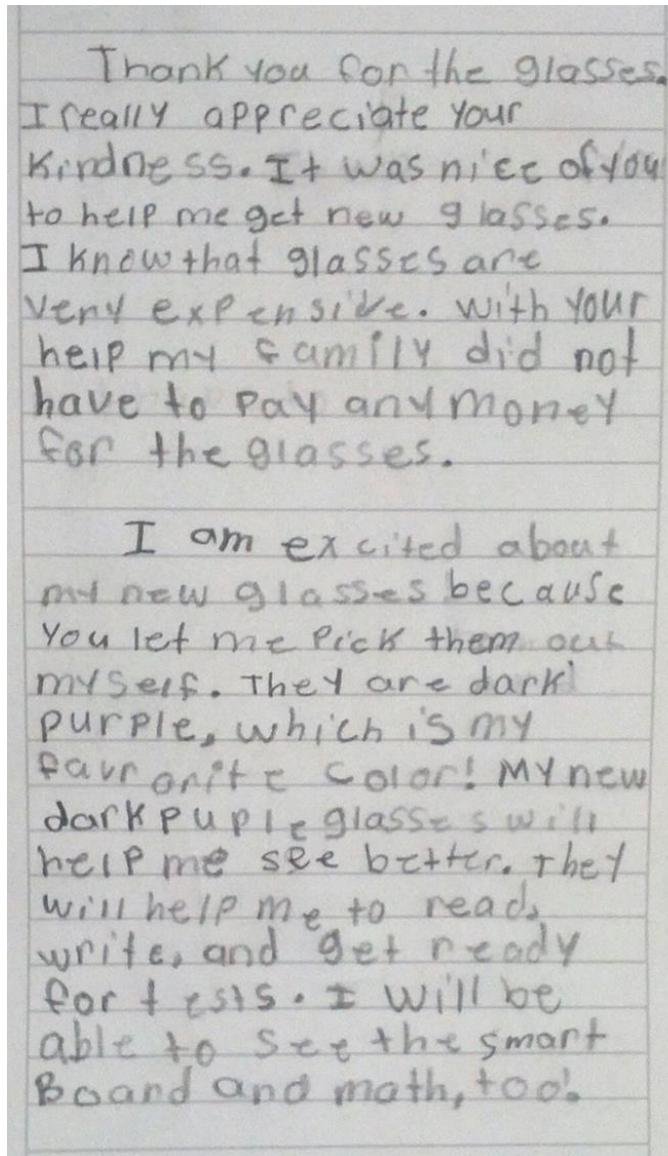 Thank you for the glasses.
I really appreciate your
kindness. It was nice of you
to help me get new glasses.
I know that glasses are
very expensive. With your
help my family did not
have to pay any money
for the glasses.
I am excited about
my new glasses because
you let me pick them out
myself. They are dark
purple, which is my
favronite color! My new
dark puple glasses will
help me see better. They
will help me to read,
write, and get ready
for tests. I will be
able to see the smart
Board and math, too!